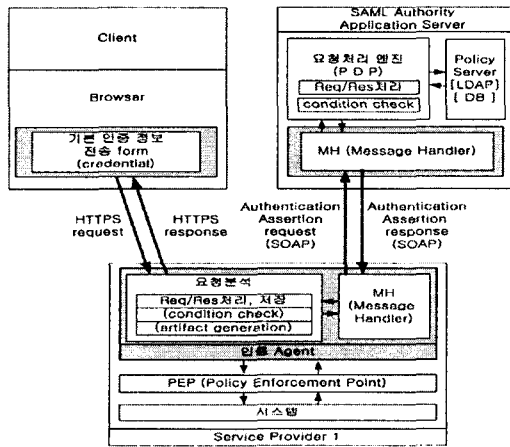 Client
Browsar
기본 인증 정보
전송 form
(credential)
SAML Authority
Application Server
요청처리 엔진
(P D P)
Req/Res처리
condition check
Policy
Server
[LDAP]
[ DB ]
MH (Message Handler)
HTTPS
request
HTTPS
response
Authentication
Assertion
request
(SOAP)
Authentication
Assertion
response
(SOAP)
요청분석
Req/Res처리, 저장
(condition check)
(artifact generation)
MH
(Message
Handler)
인증 Agent
PEP (Policy Enforcement Point)
시스템
Service Provider 1